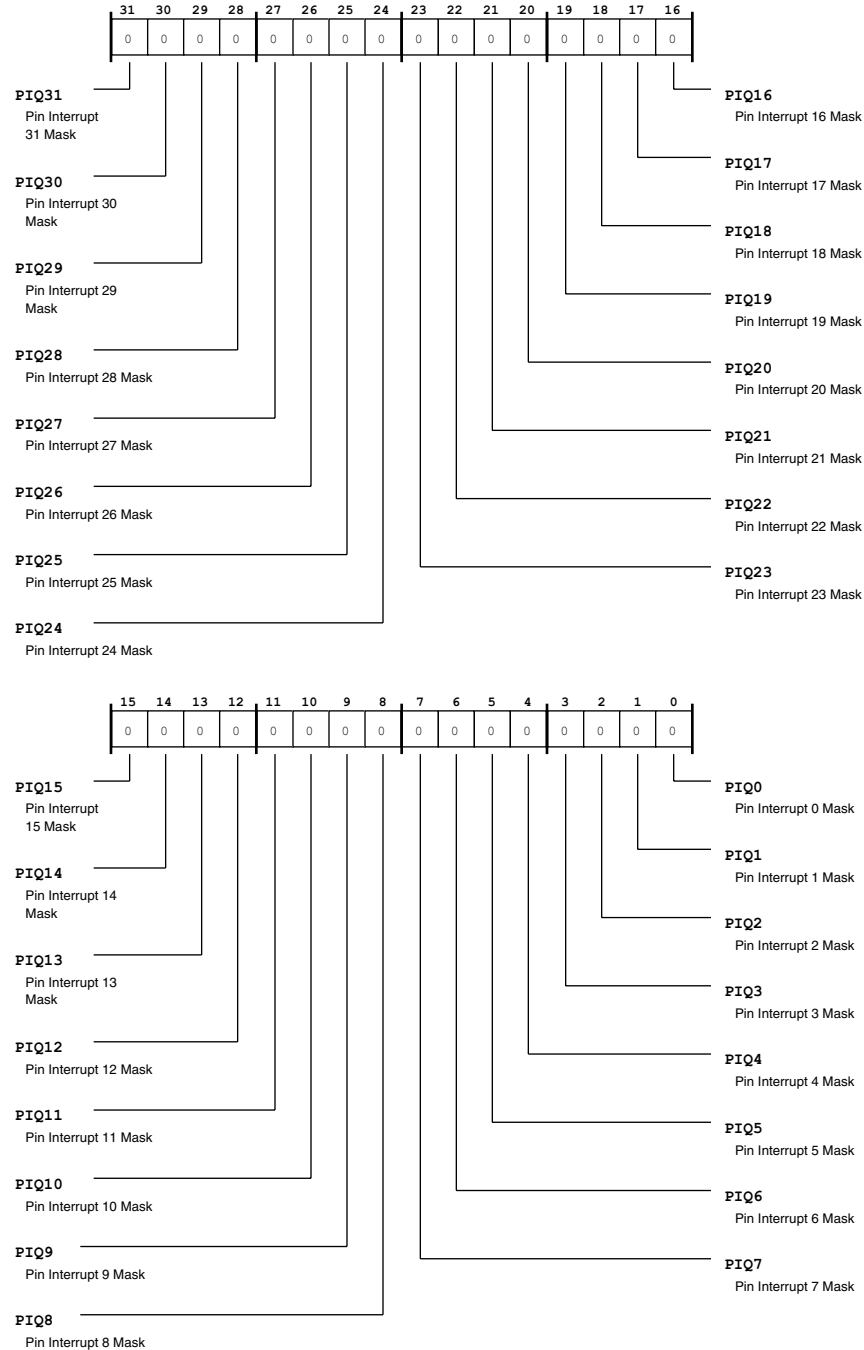 31 30 29 28 27 26 25 24 23 22 21 20 19 18 17 16
0 0 0 0 0 0 0 0 0 0 0 0 0 0 0 0
PIQ31
Pin Interrupt
31 Mask
PIQ30
Pin Interrupt 30
Mask
PIQ29
Pin Interrupt 29
Mask
PIQ28
Pin Interrupt 28 Mask
PIQ27
Pin Interrupt 27 Mask
PIQ26
Pin Interrupt 26 Mask
PIQ25
Pin Interrupt 25 Mask
PIQ24
Pin Interrupt 24 Mask
PIQ16
Pin Interrupt 16 Mask
PIQ17
Pin Interrupt 17 Mask
PIQ18
Pin Interrupt 18 Mask
PIQ19
Pin Interrupt 19 Mask
PIQ20
Pin Interrupt 20 Mask
PIQ21
Pin Interrupt 21 Mask
PIQ22
Pin Interrupt 22 Mask
PIQ23
Pin Interrupt 23 Mask
15 14 13 12 11 10 9 8 7 6 5 4 3 2 1 0
0 0 0 0 0 0 0 0 0 0 0 0 0 0 0 0
PIQ15
Pin Interrupt
15 Mask
PIQ14
Pin Interrupt 14
Mask
PIQ13
Pin Interrupt 13
Mask
PIQ12
Pin Interrupt 12 Mask
PIQ11
Pin Interrupt 11 Mask
PIQ10
Pin Interrupt 10 Mask
PIQ9
Pin Interrupt 9 Mask
PIQ8
Pin Interrupt 8 Mask
PIQ0
Pin Interrupt 0 Mask
PIQ1
Pin Interrupt 1 Mask
PIQ2
Pin Interrupt 2 Mask
PIQ3
Pin Interrupt 3 Mask
PIQ4
Pin Interrupt 4 Mask
PIQ5
Pin Interrupt 5 Mask
PIQ6
Pin Interrupt 6 Mask
PIQ7
Pin Interrupt 7 Mask